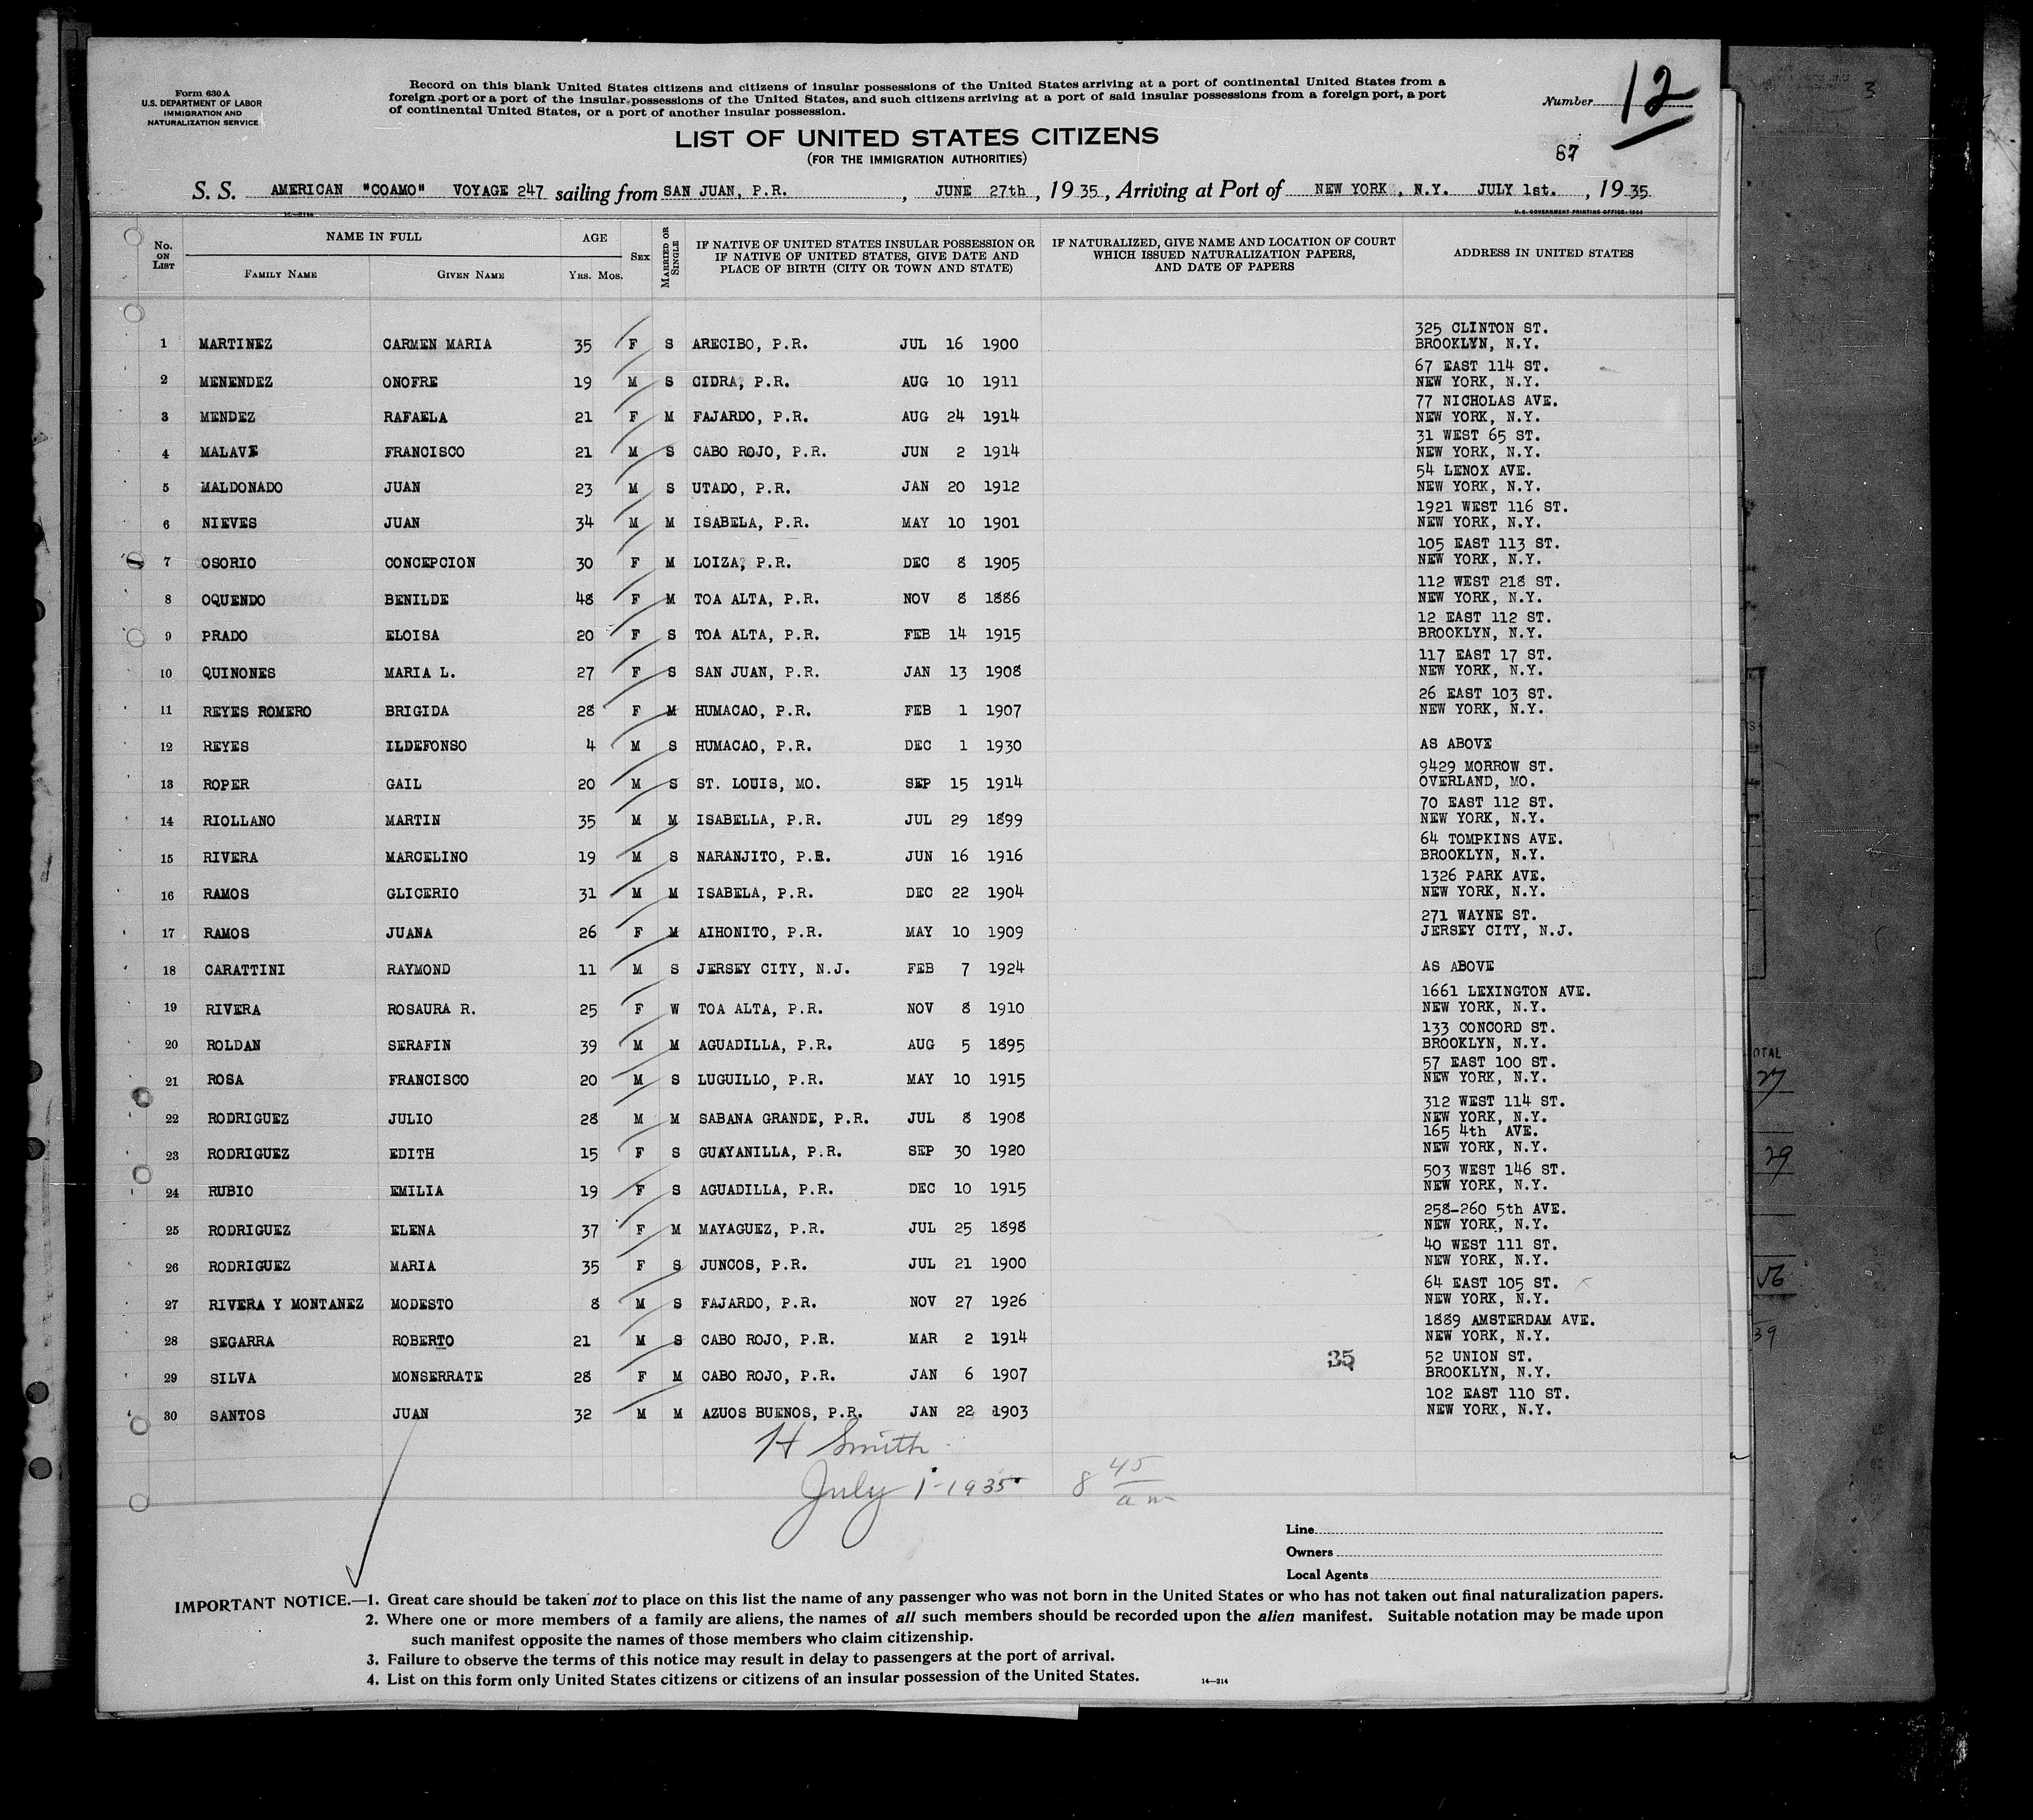 Form 630 A
U.S. DEPARTMENT OF LABOR
IMMIGRATION AND
NATURALIZATION SERVICE
Record on this blank United States citizens and citizens of insular possessions of the United States arriving at a port of continental United States from a
foreign port or a port of the insular possessions of the United States, and such citizens arriving at a port of said insular possessions from a foreign port, a port
of continental United States, or a port of another insular possession.
Number 12
LIST OF UNITED STATES CITIZENS
(FOR THE IMMIGRATION AUTHORITIES)
67
S. S. AMERICAN "COAMO" VOYAGE 247 sailing from SAN JUAN, P.R. , JUNE 27th , 19 35 , Arriving at Port of NEW YORK , N.Y. JULY 1st. , 19 35
U.S. GOVERNMENT PRINTING OFFICE: 1934
No. ON LIST NAME IN FULL FAMILY NAME GIVEN NAME AGE YRS. MOS. SEX MARRIED OR SINGLE IF NATIVE OF UNITED STATES INSULAR POSSESSION OR IF NATIVE OF UNITED STATES, GIVE DATE AND PLACE OF BIRTH (CITY OR TOWN AND STATE) IF NATURALIZED, GIVE NAME AND LOCATION OF COURT WHICH ISSUED NATURALIZATION PAPERS, AND DATE OF PAPERS ADDRESS IN UNITED STATES
325 CLINTON ST.
1 MARTINEZ CARMEN MARIA 35 F S ARECIBO, P.R. JUL 16 1900 BROOKLYN, N.Y.
67 EAST 114 ST.
2 MENENDEZ ONOFRE 19 M S CIDRA, P.R. AUG 10 1911 NEW YORK, N.Y.
77 NICHOLAS AVE.
3 MENDEZ RAFAELA 21 F M FAJARDO, P.R. AUG 24 1914 NEW YORK, N.Y.
31 WEST 65 ST.
4 MALAVE FRANCISCO 21 M S CABO ROJO, P.R. JUN 2 1914 NEW YORK, N.Y.
54 LENOX AVE.
5 MALDONADO JUAN 23 M S UTADO, P.R. JAN 20 1912 NEW YORK, N.Y.
1921 WEST 116 ST.
6 NIEVES JUAN 34 M M ISABELA, P.R. MAY 10 1901 NEW YORK, N.Y.
105 EAST 113 ST.
7 OSORIO CONCEPCION 30 F M LOIZA, P.R. DEC 8 1905 NEW YORK, N.Y.
112 WEST 218 ST.
8 OQUENDO BENILDE 48 F M TOA ALTA, P.R. NOV 8 1886 NEW YORK, N.Y.
12 EAST 112 ST.
9 PRADO ELOISA 20 F S TOA ALTA, P.R. FEB 14 1915 BROOKLYN, N.Y.
117 EAST 17 ST.
10 QUINONES MARIA L. 27 F S SAN JUAN, P.R. JAN 13 1908 NEW YORK, N.Y.
26 EAST 103 ST.
11 REYES ROMERO BRIGIDA 28 F M HUMACAO, P.R. FEB 1 1907 NEW YORK, N.Y.
12 REYES ILDEFONSO 4 M S HUMACAO, P.R. DEC 1 1930 AS ABOVE
9429 MORROW ST.
13 ROPER GAIL 20 M S ST. LOUIS, MO. SEP 15 1914 OVERLAND, MO.
70 EAST 112 ST.
14 RIOLLANO MARTIN 35 M M ISABELLA, P.R. JUL 29 1899 NEW YORK, N.Y.
64 TOMPKINS AVE.
15 RIVERA MARCELINO 19 M S NARANJITO, P.R. JUN 16 1916 BROOKLYN, N.Y.
1326 PARK AVE.
16 RAMOS GLICERIO 31 M M ISABELA, P.R. DEC 22 1904 NEW YORK, N.Y.
271 WAYNE ST.
17 RAMOS JUANA 26 F M AIHONITO, P.R. MAY 10 1909 JERSEY CITY, N.J.
18 CARATTINI RAYMOND 11 M S JERSEY CITY, N.J. FEB 7 1924 AS ABOVE
1661 LEXINGTON AVE.
19 RIVERA ROSAURA R. 25 F W TOA ALTA, P.R. NOV 8 1910 NEW YORK, N.Y.
133 CONCORD ST.
20 ROLDAN SERAFIN 39 M M AGUADILLA, P.R. AUG 5 1895 BROOKLYN, N.Y.
57 EAST 100 ST.
21 ROSA FRANCISCO 20 M S LUGUILLO, P.R. MAY 10 1915 NEW YORK, N.Y.
312 WEST 114 ST.
22 RODRIGUEZ JULIO 28 M M SABANA GRANDE, P.R. JUL 8 1908 NEW YORK, N.Y.
165 4th AVE.
23 RODRIGUEZ EDITH 15 F S GUAYANILLA, P.R. SEP 30 1920 NEW YORK, N.Y.
503 WEST 146 ST.
24 RUBIO EMILIA 19 F S AGUADILLA, P.R. DEC 10 1915 NEW YORK, N.Y.
258-260 5th AVE.
25 RODRIGUEZ ELENA 37 F M MAYAGUEZ, P.R. JUL 25 1898 NEW YORK, N.Y.
40 WEST 111 ST.
26 RODRIGUEZ MARIA 35 F S JUNCOS, P.R. JUL 21 1900 NEW YORK, N.Y.
64 EAST 105 ST.
27 RIVERA Y MONTANEZ MODESTO 8 M S FAJARDO, P.R. NOV 27 1926 NEW YORK, N.Y.
1889 AMSTERDAM AVE.
28 SEGARRA ROBERTO 21 M S CABO ROJO, P.R. MAR 2 1914 NEW YORK, N.Y.
35 52 UNION ST.
29 SILVA MONSERRATE 28 F M CABO ROJO, P.R. JAN 6 1907 BROOKLYN, N.Y.
102 EAST 110 ST.
30 SANTOS JUAN 32 M M AZUOS BUENOS, P.R. JAN 22 1903 NEW YORK, N.Y.
H Smith
July 1-1935 8 45 am
Line
Owners
Local Agents
IMPORTANT NOTICE.—1. Great care should be taken not to place on this list the name of any passenger who was not born in the United States or who has not taken out final naturalization papers.
2. Where one or more members of a family are aliens, the names of all such members should be recorded upon the alien manifest. Suitable notation may be made upon
such manifest opposite the names of those members who claim citizenship.
3. Failure to observe the terms of this notice may result in delay to passengers at the port of arrival.
4. List on this form only United States citizens or citizens of an insular possession of the United States.
14—214